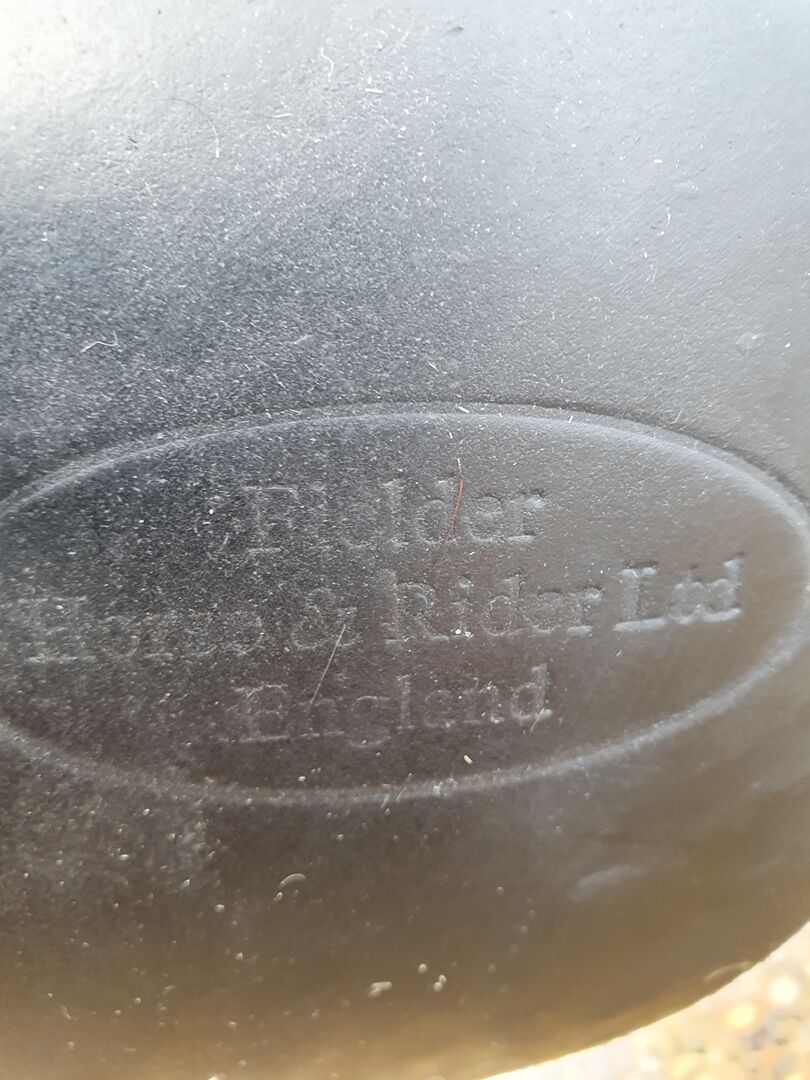 Fielder
Horse & Rider Ltd
England